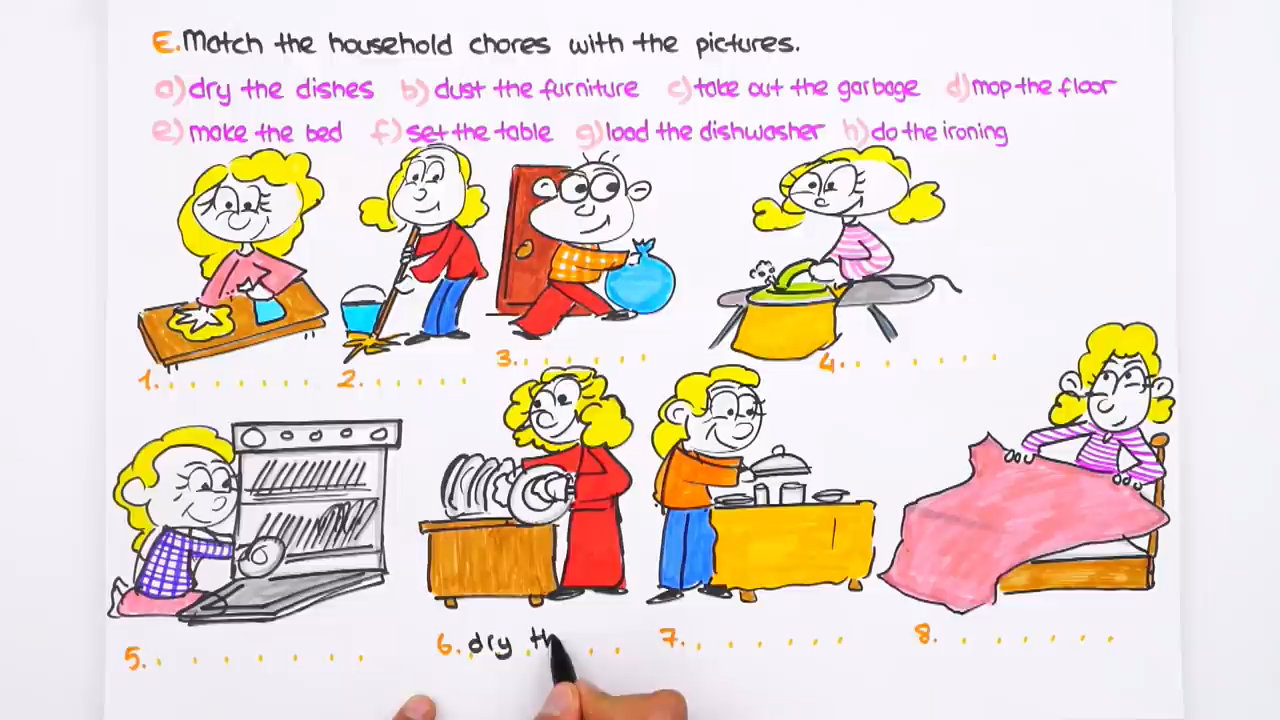 E. Match the household chores with the pictures.
a) dry the dishes b) dust the furniture c) take out the garbage d) mop the floor
e) make the bed f) set the table g) load the dishwasher h) do the ironing
3. . . . . . . .
1. . . . . . . . . 2. . . . . . . 4. . . . . . . . .
5. . . . . . . . 6. dry th . . 7. . . . . . . . 8. . . . . . . . .